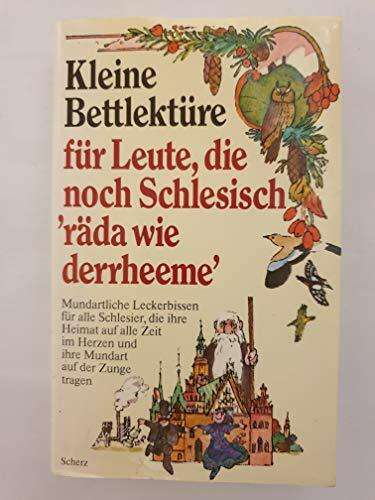 Kleine
Bettlektüre
für Leute, die
noch Schlesisch
'räda wie
derrheeme'
Mundartliche Leckerbissen
für alle Schlesier, die ihre
Heimat auf alle Zeit
im Herzen und
ihre Mundart
auf der Zunge
tragen
Scherz